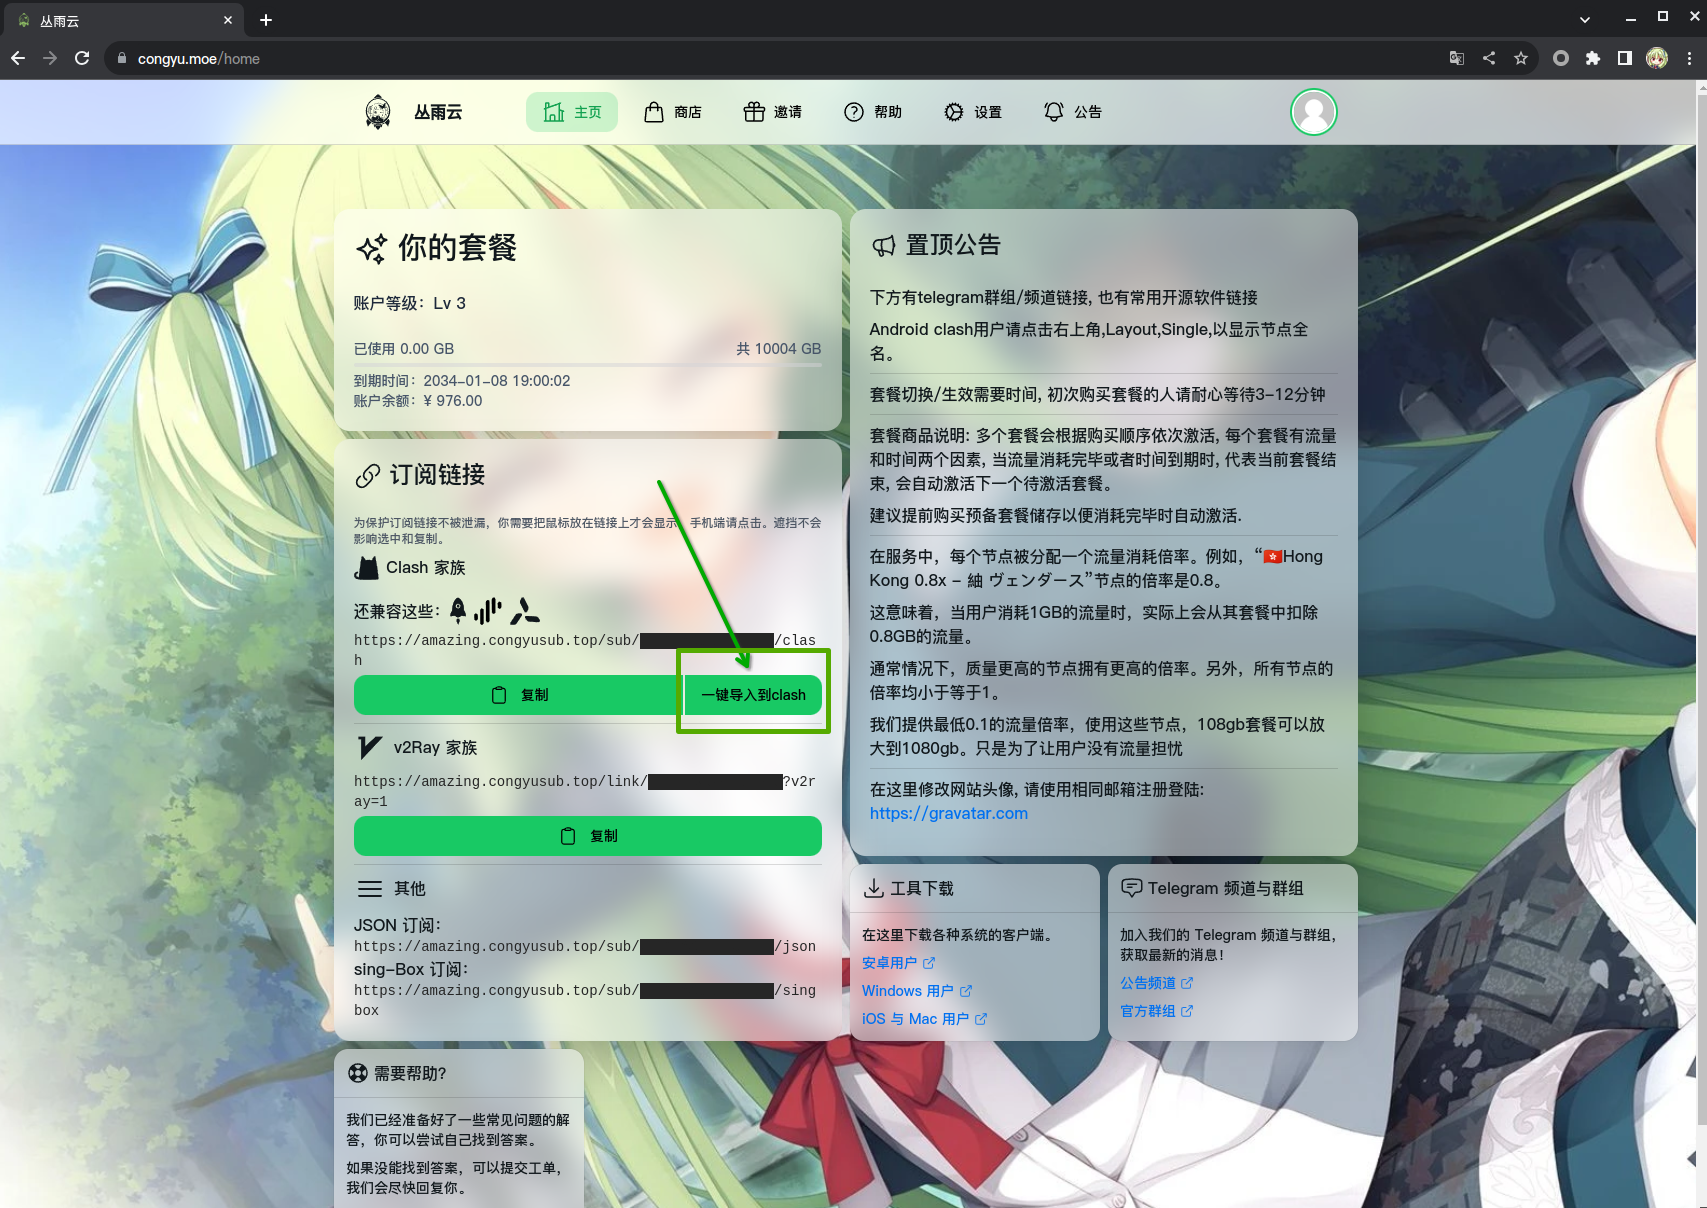 丛雨云
congyu.moe/home
丛雨云
主页
商店
邀请
帮助
设置
公告
你的套餐
账户等级：Lv 3
已使用 0.00 GB
共 10004 GB
到期时间：2034-01-08 19:00:02
账户余额：¥ 976.00
订阅链接
为保护订阅链接不被泄漏，你需要把鼠标放在链接上才会显示，手机端请点击。遮挡不会
影响选中和复制。
Clash 家族
还兼容这些：
https://amazing.congyusub.top/sub/ /clas
h
复制
一键导入到clash
v2Ray 家族
https://amazing.congyusub.top/link/ ?v2r
ay=1
复制
其他
JSON 订阅：
https://amazing.congyusub.top/sub/ /json
sing-Box 订阅：
https://amazing.congyusub.top/sub/ /sing
box
需要帮助?
我们已经准备好了一些常见问题的解
答，你可以尝试自己找到答案。
如果没能找到答案，可以提交工单，
我们会尽快回复你。
置顶公告
下方有telegram群组/频道链接, 也有常用开源软件链接
Android clash用户请点击右上角,Layout,Single,以显示节点全
名。
套餐切换/生效需要时间, 初次购买套餐的人请耐心等待3-12分钟
套餐商品说明: 多个套餐会根据购买顺序依次激活, 每个套餐有流量
和时间两个因素, 当流量消耗完毕或者时间到期时, 代表当前套餐结
束, 会自动激活下一个待激活套餐。
建议提前购买预备套餐储存以便消耗完毕时自动激活.
在服务中，每个节点被分配一个流量消耗倍率。例如，“🇭🇰Hong
Kong 0.8x - 紬 ヴェンダース”节点的倍率是0.8。
这意味着，当用户消耗1GB的流量时，实际上会从其套餐中扣除
0.8GB的流量。
通常情况下，质量更高的节点拥有更高的倍率。另外，所有节点的
倍率均小于等于1。
我们提供最低0.1的流量倍率，使用这些节点，108gb套餐可以放
大到1080gb。只是为了让用户没有流量担忧
在这里修改网站头像, 请使用相同邮箱注册登陆:
https://gravatar.com
工具下载
在这里下载各种系统的客户端。
安卓用户
Windows 用户
iOS 与 Mac 用户
Telegram 频道与群组
加入我们的 Telegram 频道与群组，
获取最新的消息！
公告频道
官方群组